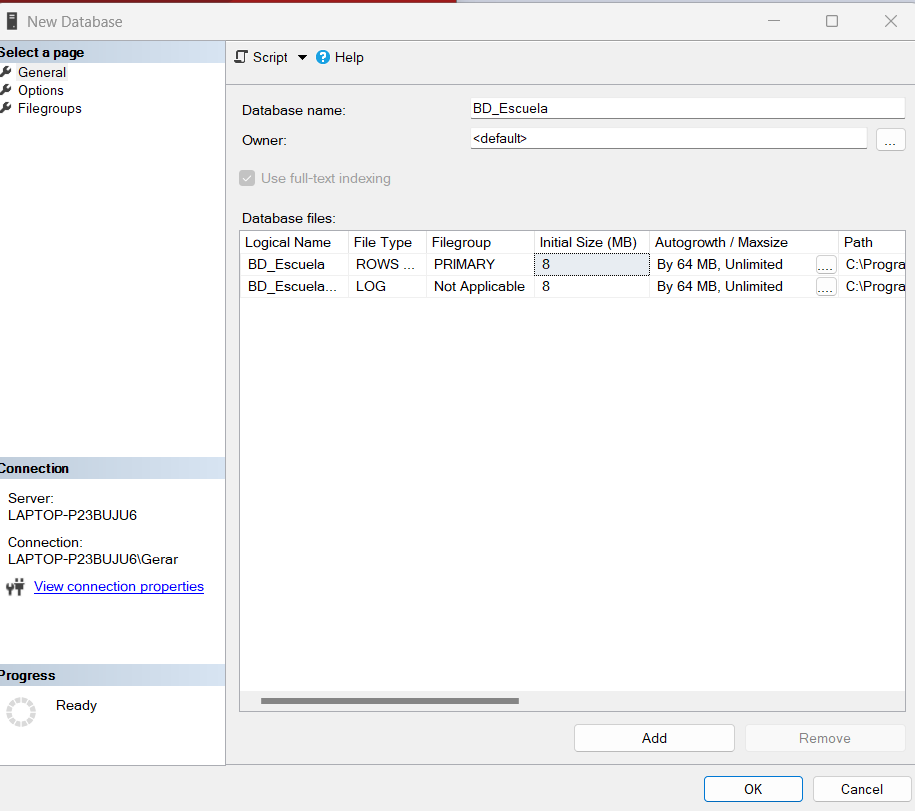 New Database
Select a page
General
Options
Filegroups
Script Help
Database name: BD_Escuela
Owner: <default> ...
Use full-text indexing
Database files:
Logical Name File Type Filegroup Initial Size (MB) Autogrowth / Maxsize Path
BD_Escuela ROWS ... PRIMARY 8 By 64 MB, Unlimited .... C:\Progra
BD_Escuela... LOG Not Applicable 8 By 64 MB, Unlimited .... C:\Progra
Connection
Server:
LAPTOP-P23BUJU6
Connection:
LAPTOP-P23BUJU6\Gerar
View connection properties
Progress
Ready
Add Remove
OK Cancel